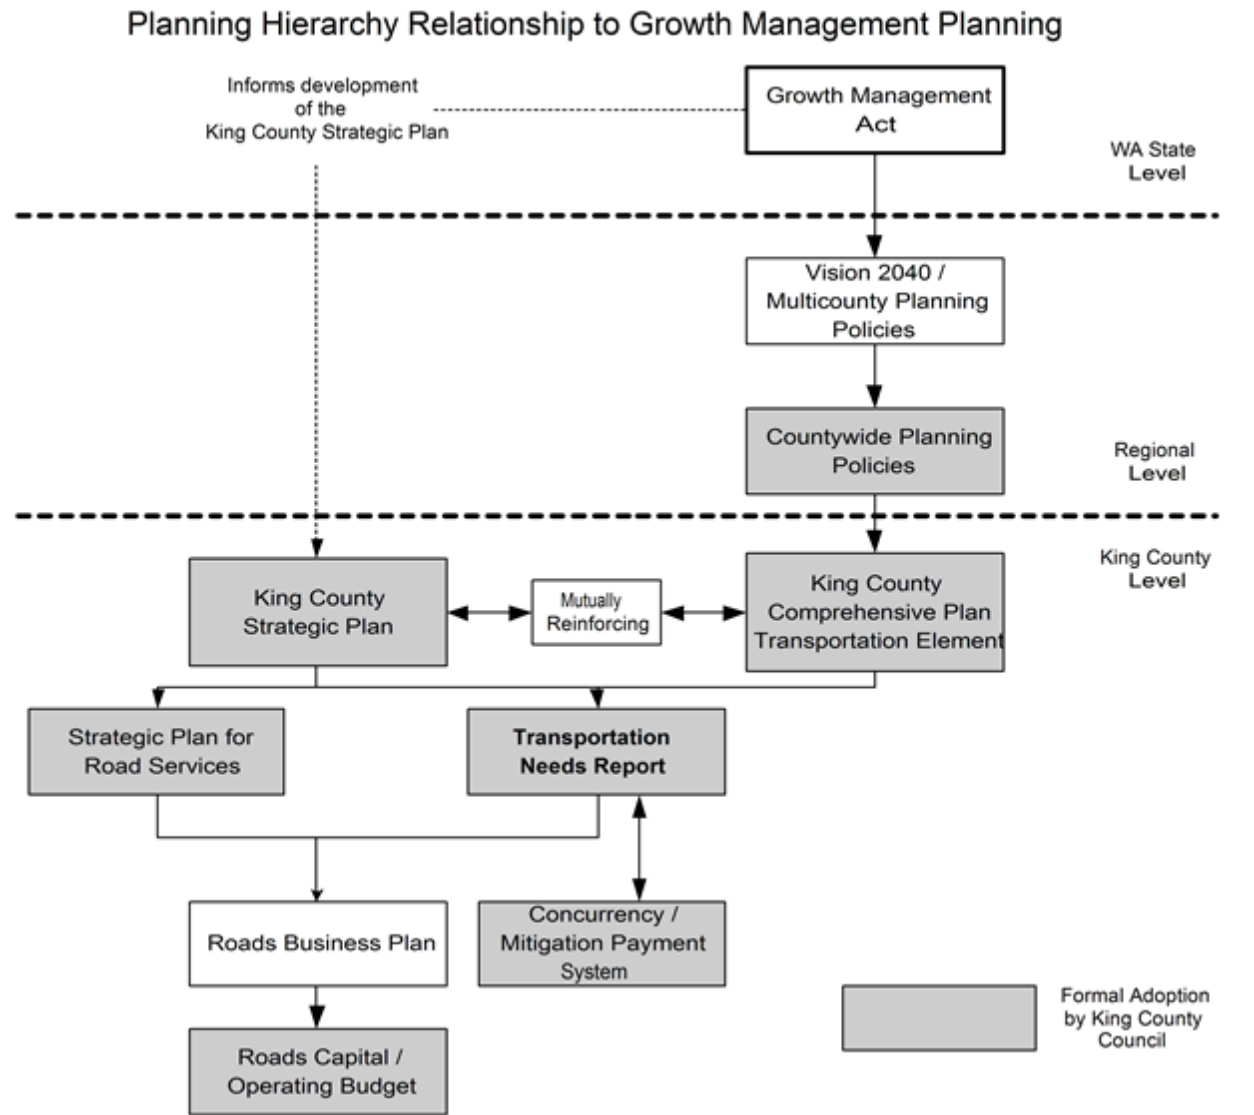 Planning Hierarchy Relationship to Growth Management Planning
Informs development
of the
King County Strategic Plan
Growth Management
Act
WA State
Level
Vision 2040 /
Multicounty Planning
Policies
Countywide Planning
Policies
Regional
Level
King County
Level
King County
Strategic Plan
Mutually
Reinforcing
King County
Comprehensive Plan
Transportation Element
Strategic Plan for
Road Services
Transportation
Needs Report
Roads Business Plan
Concurrency /
Mitigation Payment
System
Roads Capital /
Operating Budget
Formal Adoption
by King County
Council